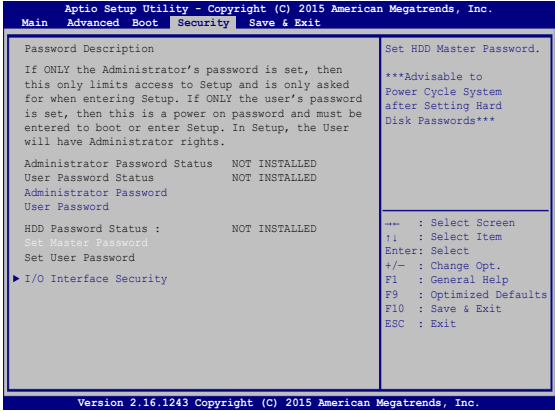 Aptio Setup Utility - Copyright (C) 2015 American Megatrends, Inc.
Main Advanced Boot Security Save & Exit
Password Description
If ONLY the Administrator's password is set, then
this only limits access to Setup and is only asked
for when entering Setup. If ONLY the user's password
is set, then this is a power on password and must be
entered to boot or enter Setup. In Setup, the User
will have Administrator rights.
Administrator Password Status NOT INSTALLED
User Password Status NOT INSTALLED
Administrator Password
User Password
HDD Password Status : NOT INSTALLED
Set Master Password
Set User Password
▶ I/O Interface Security
Set HDD Master Password.
***Advisable to
Power Cycle System
after Setting Hard
Disk Passwords***
→← : Select Screen
↑↓ : Select Item
Enter: Select
+/— : Change Opt.
F1 : General Help
F9 : Optimized Defaults
F10 : Save & Exit
ESC : Exit
Version 2.16.1243 Copyright (C) 2015 American Megatrends, Inc.